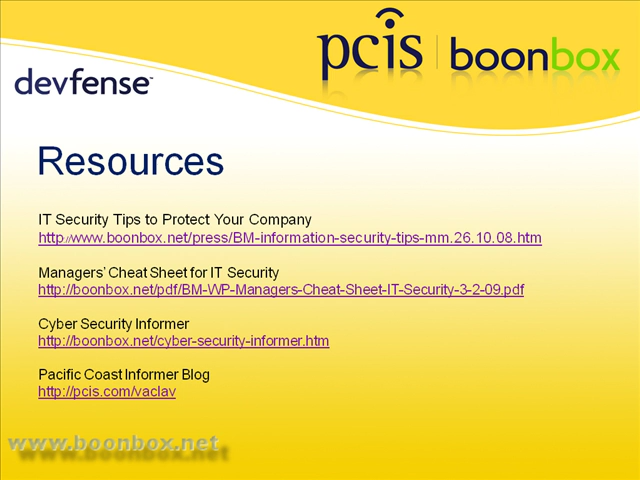 pcis | boonbox
devfense™
Resources
IT Security Tips to Protect Your Company
http://www.boonbox.net/press/BM-information-security-tips-mm.26.10.08.htm
Managers' Cheat Sheet for IT Security
http://boonbox.net/pdf/BM-WP-Managers-Cheat-Sheet-IT-Security-3-2-09.pdf
Cyber Security Informer
http://boonbox.net/cyber-security-informer.htm
Pacific Coast Informer Blog
http://pcis.com/vaclav
www.boonbox.net